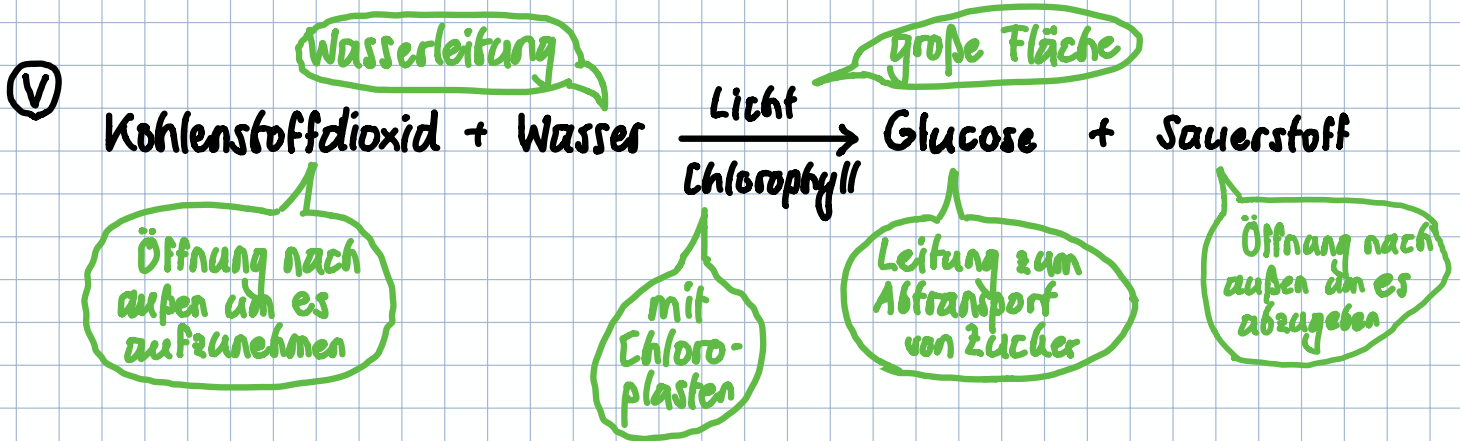 Wasserleitung
große Fläche
V
Licht
Kohlenstoffdioxid + Wasser → Glucose + Sauerstoff
Chlorophyll
Öffnung nach
außen um es
aufzunehmen
mit
Chloro-
plasten
Leitung zum
Abtransport
von Zucker
Öffnung nach
außen um es
abzugeben